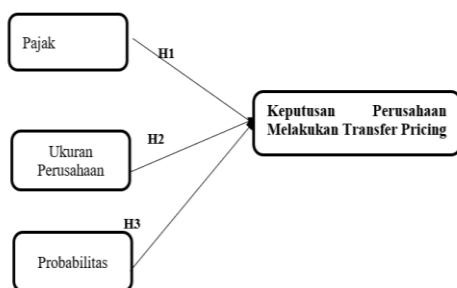 Pajak
H1
Keputusan Perusahaan
Melakukan Transfer Pricing
H2
Ukuran
Perusahaan
H3
Probabilitas